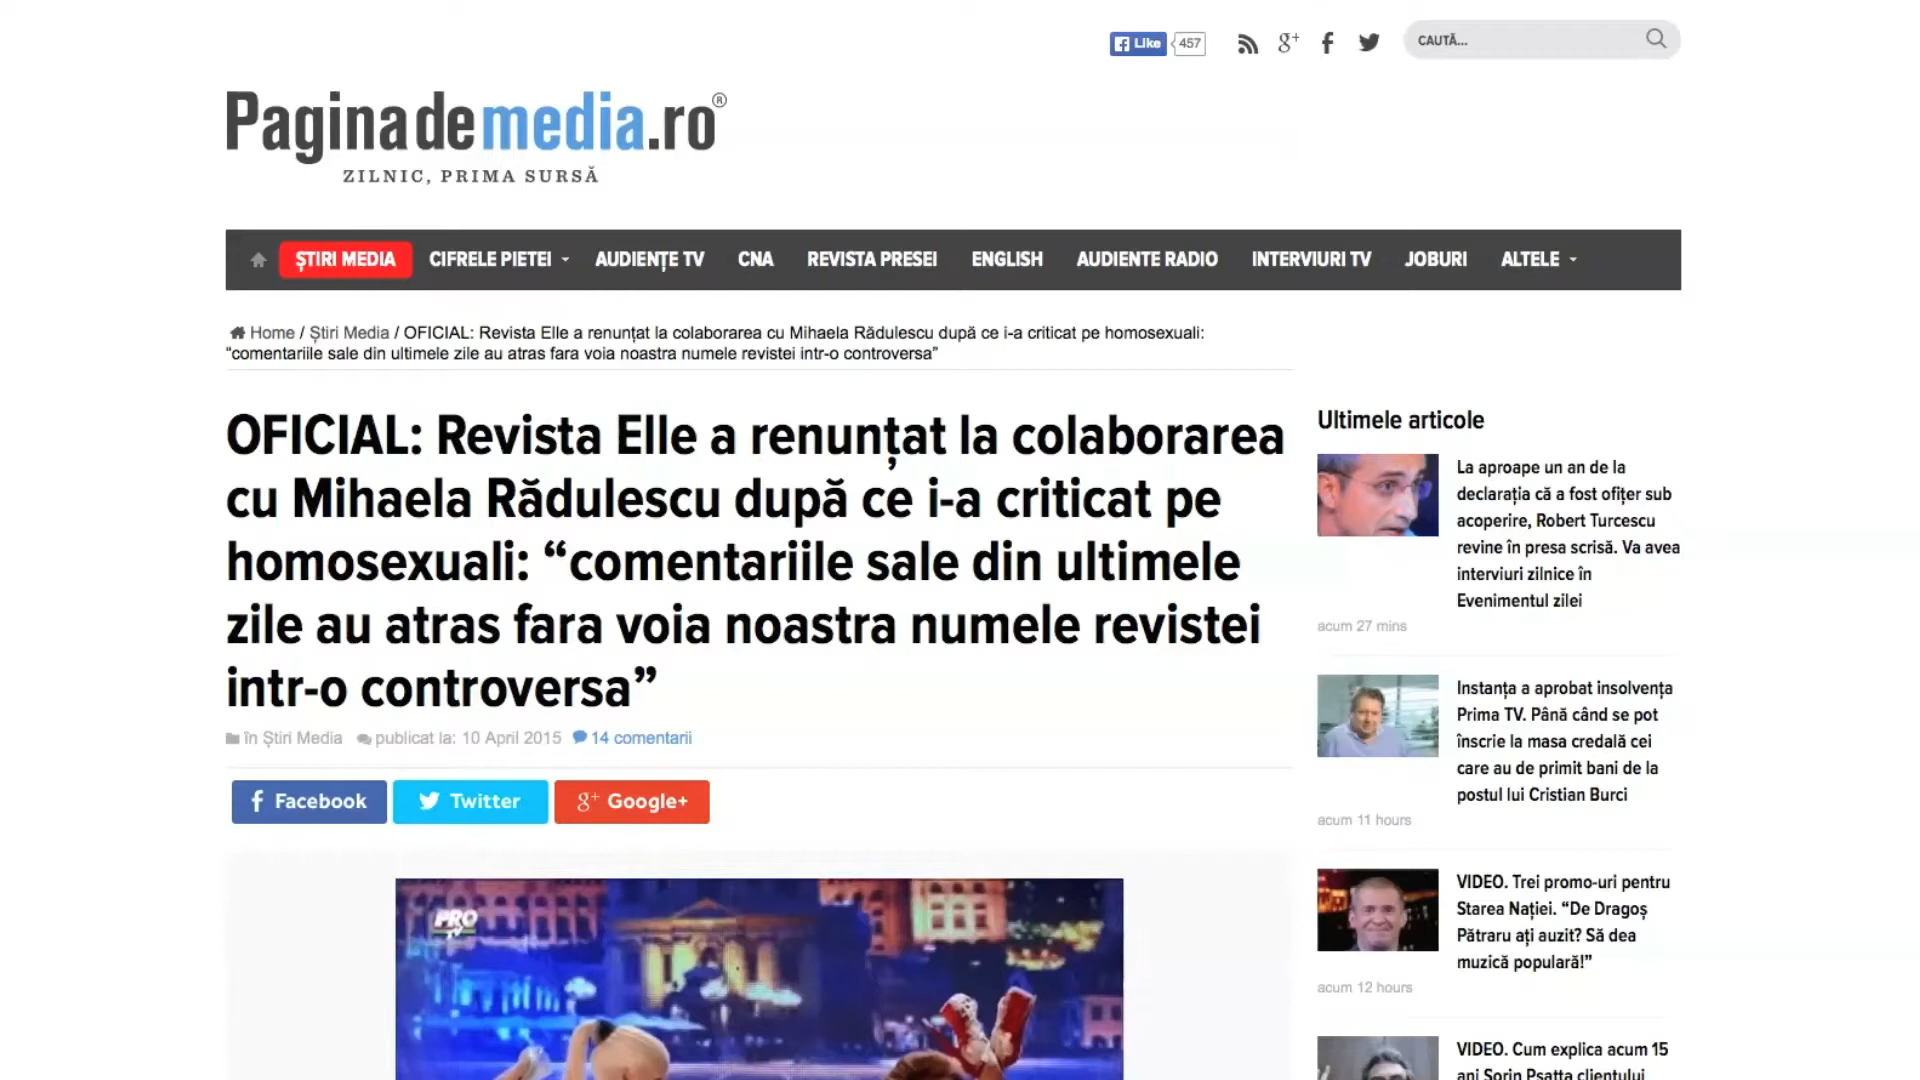 Like
457
CAUTĂ...
Paginademedia.ro®
ZILNIC, PRIMA SURSĂ
ȘTIRI MEDIA CIFRELE PIETEI AUDIENȚE TV CNA REVISTA PRESEI ENGLISH AUDIENTE RADIO INTERVIURI TV JOBURI ALTELE
Home / Știri Media / OFICIAL: Revista Elle a renunțat la colaborarea cu Mihaela Rădulescu după ce i-a criticat pe homosexuali:
“comentariile sale din ultimele zile au atras fara voia noastra numele revistei intr-o controversa”
OFICIAL: Revista Elle a renunțat la colaborarea
cu Mihaela Rădulescu după ce i-a criticat pe
homosexuali: “comentariile sale din ultimele
zile au atras fara voia noastra numele revistei
intr-o controversa”
în Știri Media publicat la: 10 April 2015 14 comentarii
Facebook Twitter g+ Google+
PRO
TV
Ultimele articole
La aproape un an de la
declarația că a fost ofițer sub
acoperire, Robert Turcescu
revine în presa scrisă. Va avea
interviuri zilnice în
Evenimentul zilei
acum 27 mins
Instanța a aprobat insolvența
Prima TV. Până când se pot
înscrie la masa credală cei
care au de primit bani de la
postul lui Cristian Burci
acum 11 hours
VIDEO. Trei promo-uri pentru
Starea Nației. “De Dragoș
Pătraru ați auzit? Să dea
muzică populară!”
acum 12 hours
VIDEO. Cum explica acum 15
ani Sorin Psatta clientului